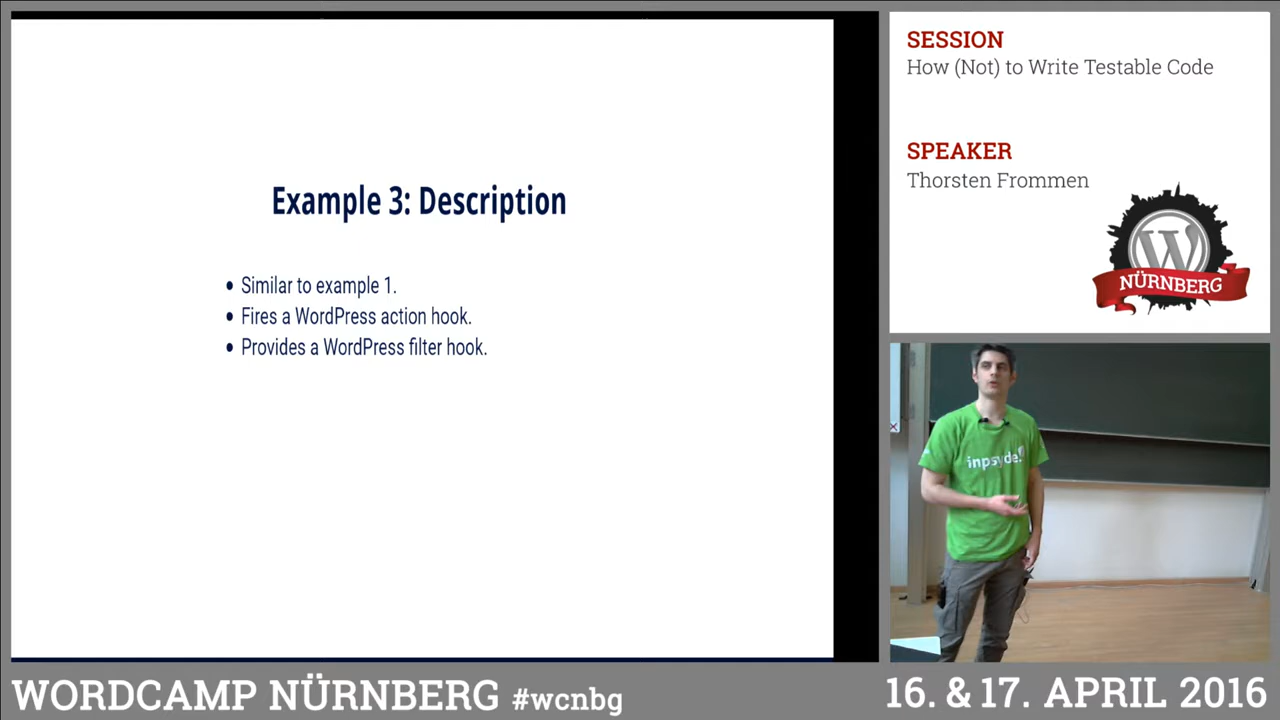 Example 3: Description
• Similar to example 1.
• Fires a WordPress action hook.
• Provides a WordPress filter hook.
SESSION
How (Not) to Write Testable Code
SPEAKER
Thorsten Frommen
W
NÜRNBERG
inpsyde
WORDCAMP NÜRNBERG #wcnbg
16. & 17. APRIL 2016